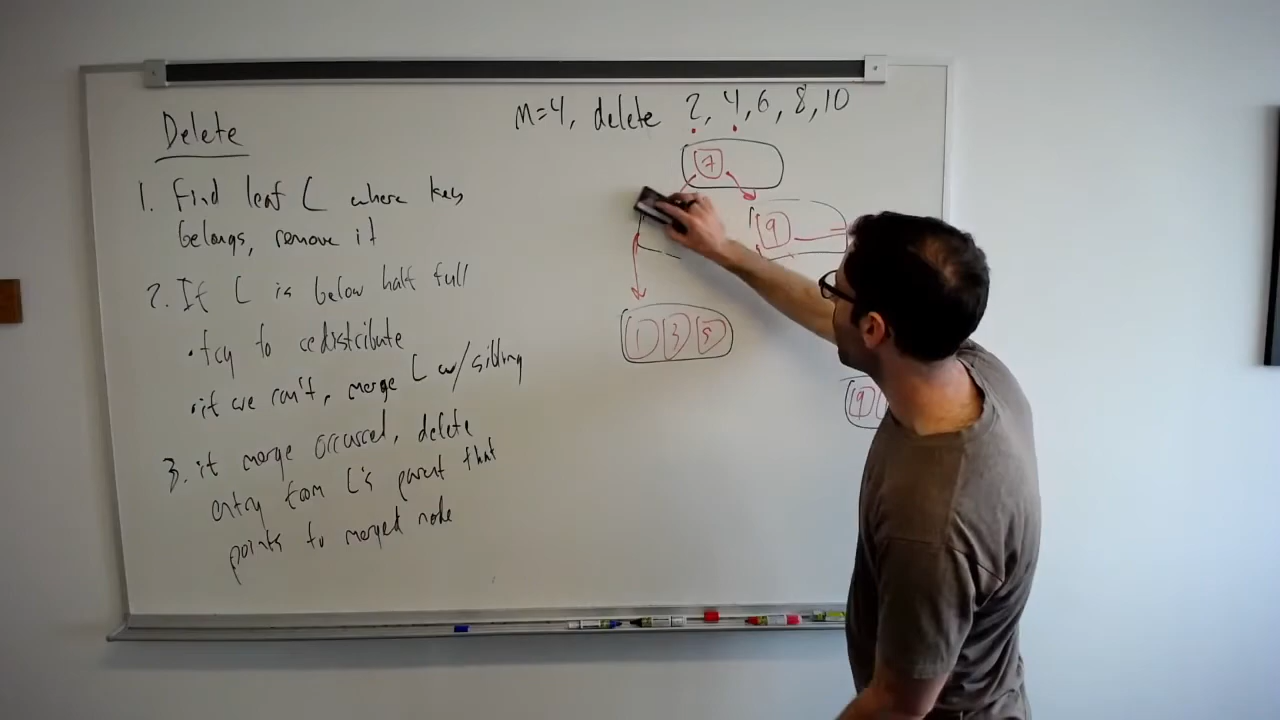 Delete
1. Find leaf L where key
belongs, remove it
2. If L is below half full
• try to redistribute
• if we can't, merge L w/ sibling
3. if merge occurred, delete
entry from L's parent that
points to merged node
M=4, delete 2, 4, 6, 8, 10
7
9
1 3 5
9